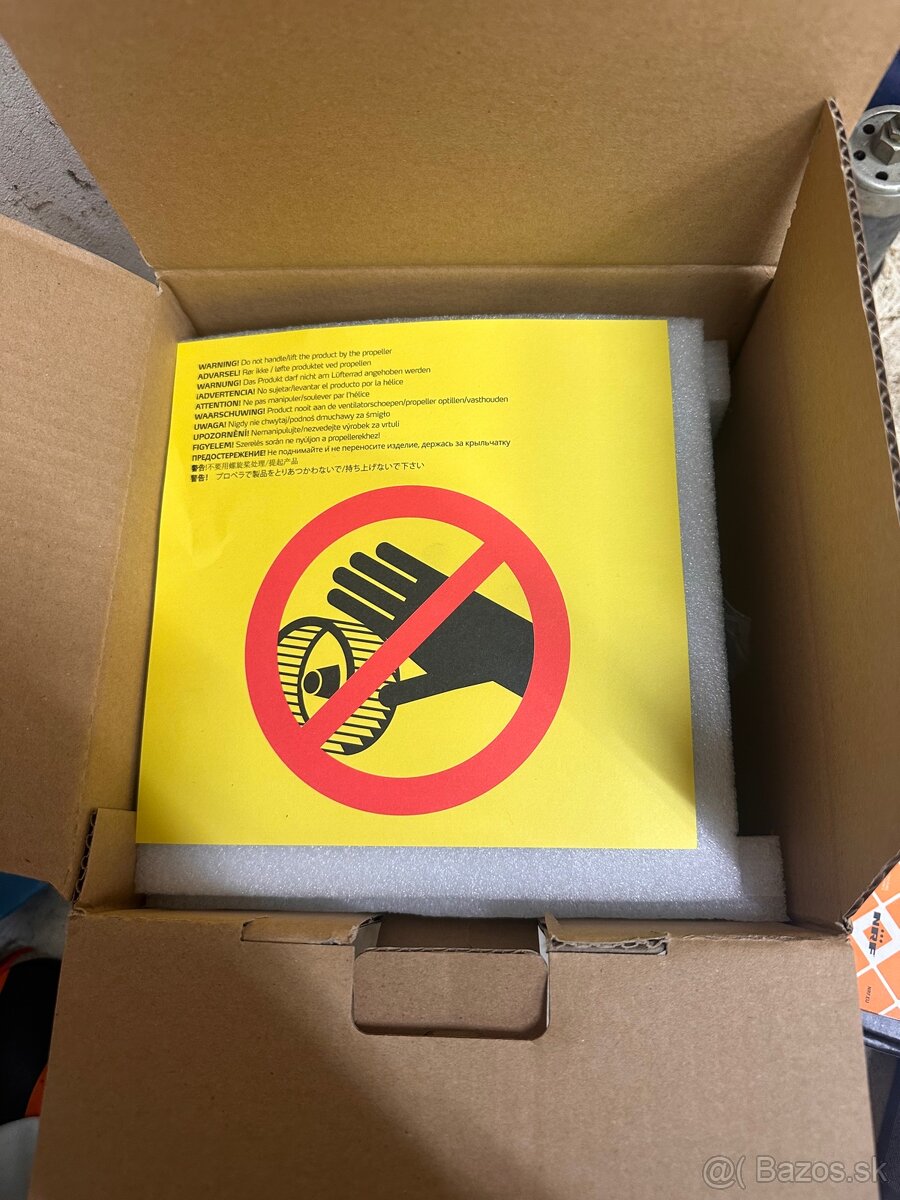 WARNING! Do not handle/lift the product by the propeller
ADVARSEL! Rør ikke / løfte produktet ved propellen
WARNUNG! Das Produkt darf nicht am Lüfterrad angehoben werden
¡ADVERTENCIA! No sujetar/levantar el producto por la hélice
ATTENTION! Ne pas manipuler/soulever par l'hélice
WAARSCHUWING! Product nooit aan de ventilatorschoepen/propeller optillen/vasthouden
UWAGA! Nigdy nie chwytaj/podnoś dmuchawy za śmigło
UPOZORNĚNÍ! Nemanipulujte/nezvedejte výrobek za vrtuli
FIGYELEM! Szerelés során ne nyúljon a propellerekhez!
ПРЕДОСТЕРЕЖЕНИЕ! Не поднимайте И не переносите изделие, держась за крыльчатку
警告!不要用螺旋桨处理/提起产品
警告! プロペラで製品をとりあつかわないで/持ち上げないで下さい
NRF
NRF.EU
@( Bazos.sk